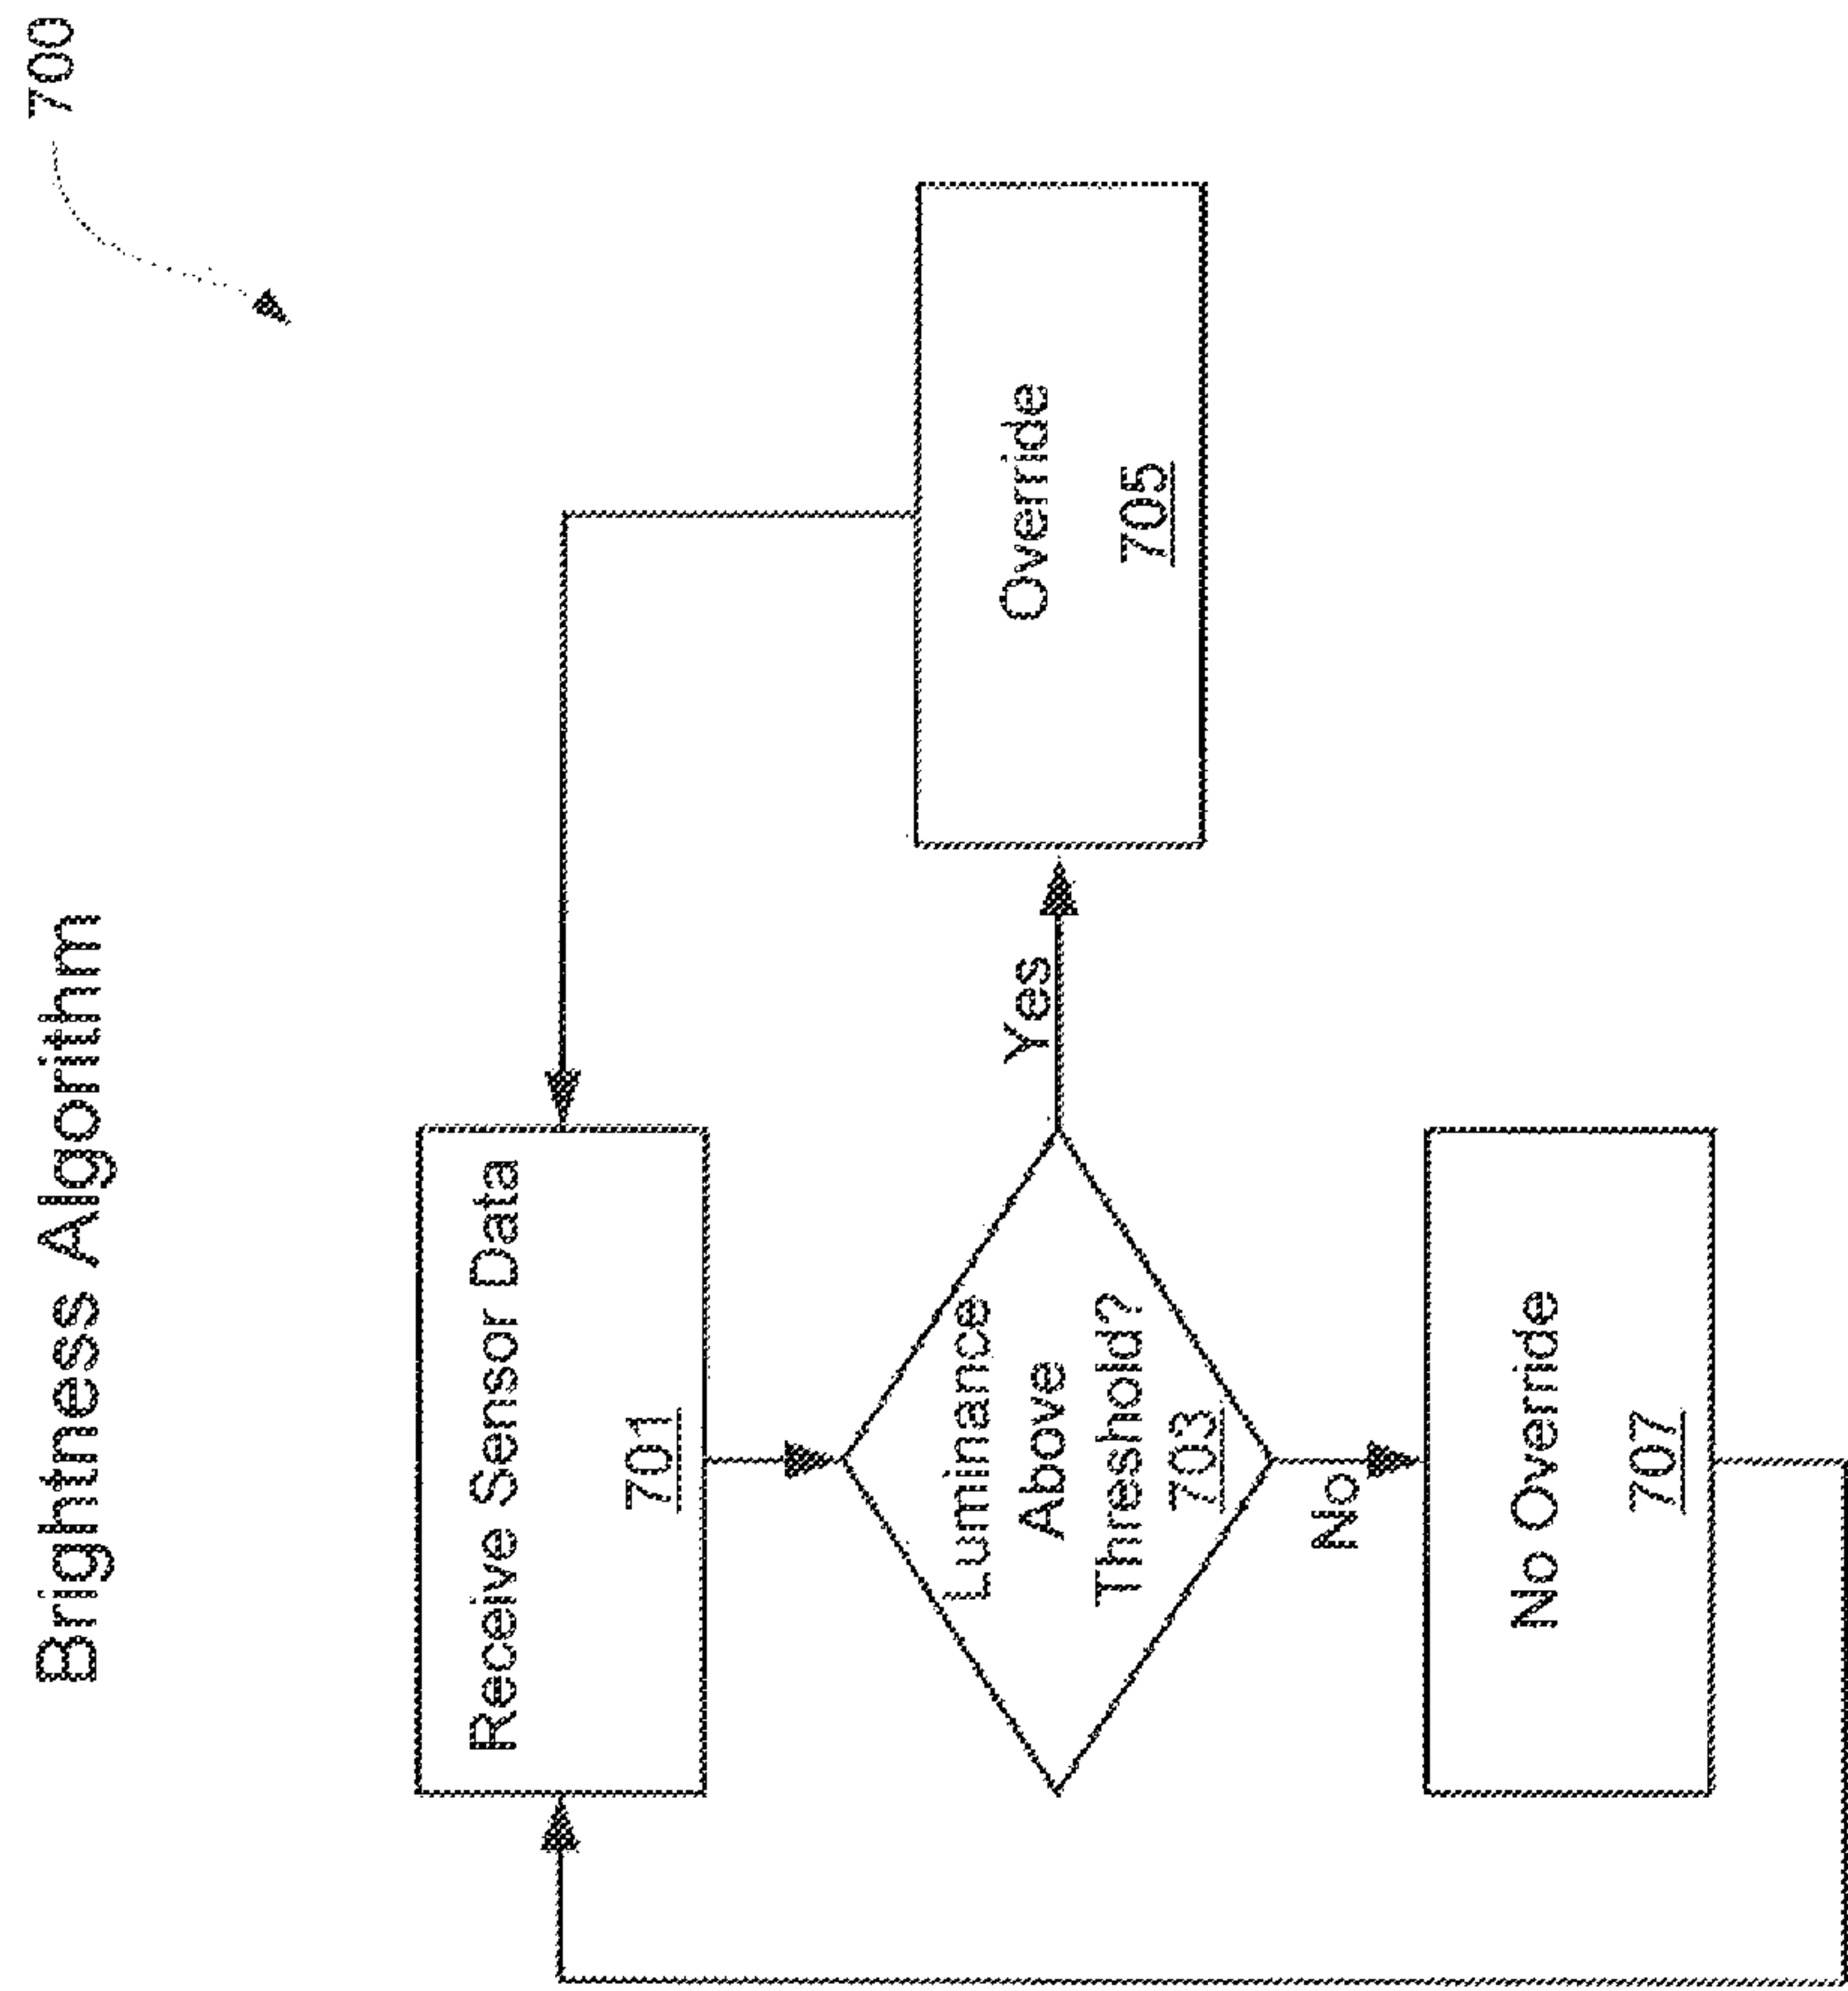 Brightness Algorithm
700
Receive Sensor Data
701
Luminance
Above
Threshold?
703
Yes
Override
705
No
No Override
707